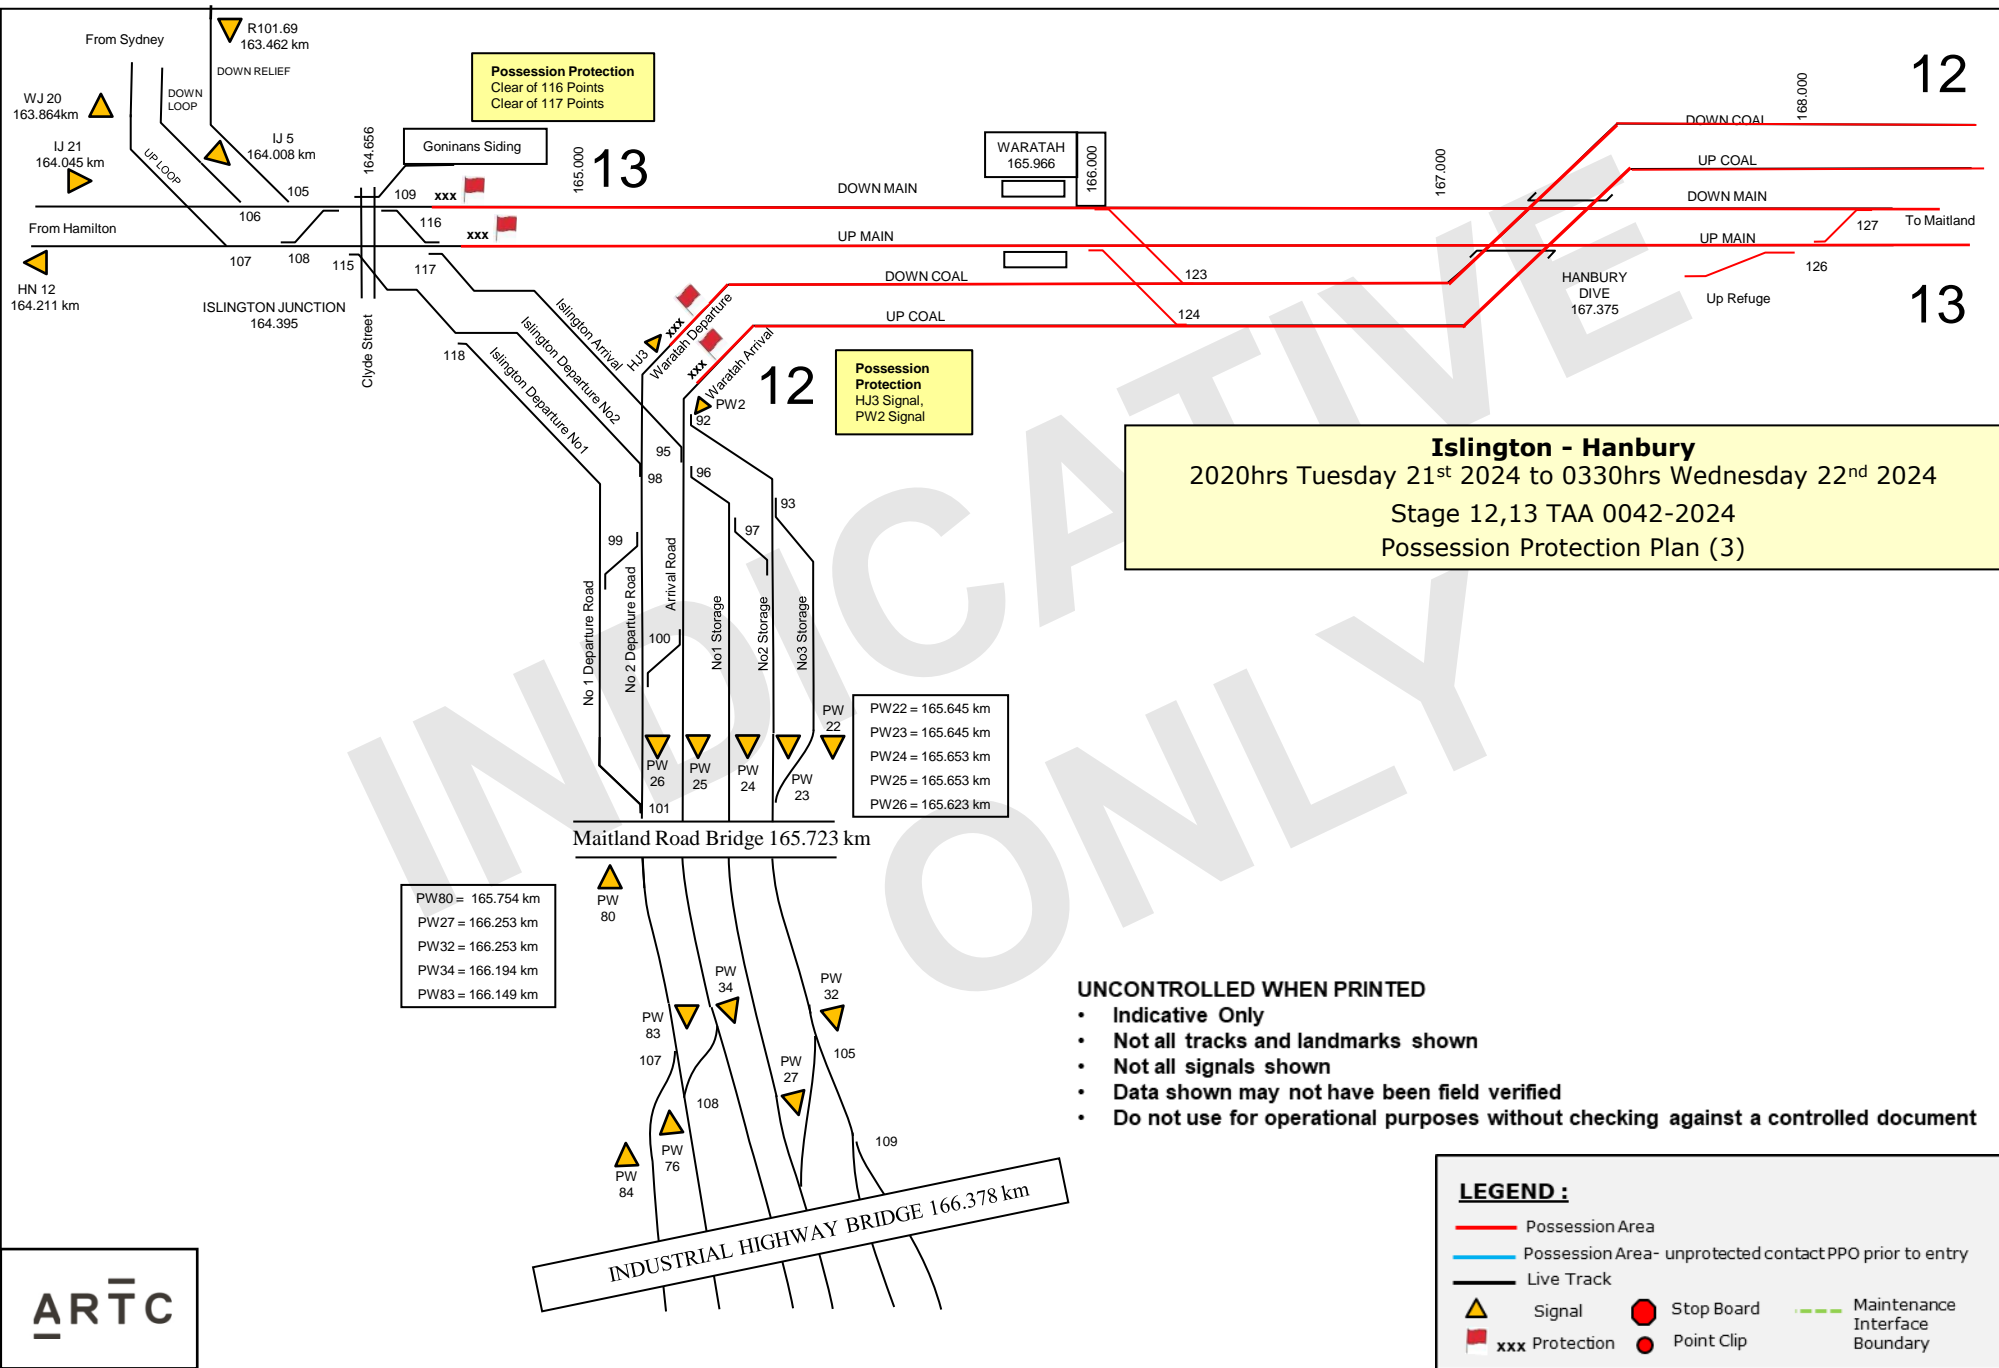 R101.69
163.462 km
From Sydney
DOWN RELIEF
WJ 20
163.864km
DOWN
LOOP
Possession Protection
Clear of 116 Points
Clear of 117 Points
12
168.000
DOWN COAL
IJ 21
164.045 km
IJ 5
164.008 km
UP LOOP
164.656
Goninans Siding
165.000
13
WARATAH
165.966
166.000
167.000
UP COAL
105
109
xxx
DOWN MAIN
DOWN MAIN
106
116
From Hamilton
xxx
UP MAIN
UP MAIN
127
To Maitland
107
108
115
117
123
126
HN 12
164.211 km
ISLINGTON JUNCTION
164.395
Clyde Street
DOWN COAL
HANBURY
DIVE
167.375
Up Refuge
13
Islington Arrival
Islington Departure No2
Islington Departure No1
118
HJ3
xxx
Waratah Departure
UP COAL
124
xxx
Waratah Arrival
12
Possession
Protection
HJ3 Signal,
PW2 Signal
PW2
92
95
98
96
93
97
99
100
Islington - Hanbury
2020hrs Tuesday 21st 2024 to 0330hrs Wednesday 22nd 2024
Stage 12,13 TAA 0042-2024
Possession Protection Plan (3)
No 1 Departure Road
No 2 Departure Road
Arrival Road
No1 Storage
No2 Storage
No3 Storage
INDICATIVE
ONLY
PW
22
PW
26
PW
25
PW
24
PW
23
101
PW22 = 165.645 km
PW23 = 165.645 km
PW24 = 165.653 km
PW25 = 165.653 km
PW26 = 165.623 km
Maitland Road Bridge 165.723 km
PW
80
PW80 = 165.754 km
PW27 = 166.253 km
PW32 = 166.253 km
PW34 = 166.194 km
PW83 = 166.149 km
PW
34
PW
32
PW
83
107
105
PW
27
108
PW
76
PW
84
109
INDUSTRIAL HIGHWAY BRIDGE 166.378 km
UNCONTROLLED WHEN PRINTED
• Indicative Only
• Not all tracks and landmarks shown
• Not all signals shown
• Data shown may not have been field verified
• Do not use for operational purposes without checking against a controlled document
LEGEND :
Possession Area
Possession Area- unprotected contact PPO prior to entry
Live Track
Signal
Stop Board
Maintenance
Interface
Boundary
xxx Protection
Point Clip
ARTC